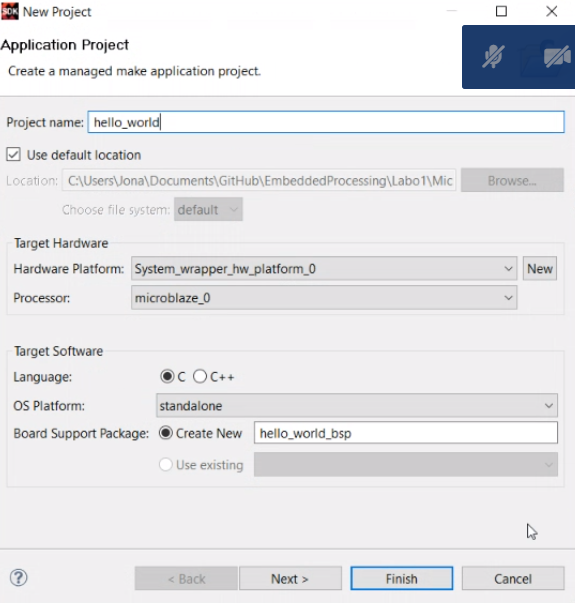 SDK New Project
Application Project
Create a managed make application project.
Project name: hello_world
Use default location
Location: C:\Users\Jona\Documents\GitHub\EmbeddedProcessing\Labo1\Mic Browse...
Choose file system: default
Target Hardware
Hardware Platform: System_wrapper_hw_platform_0 New
Processor: microblaze_0
Target Software
Language: C C++
OS Platform: standalone
Board Support Package: Create New hello_world_bsp
Use existing
? < Back Next > Finish Cancel